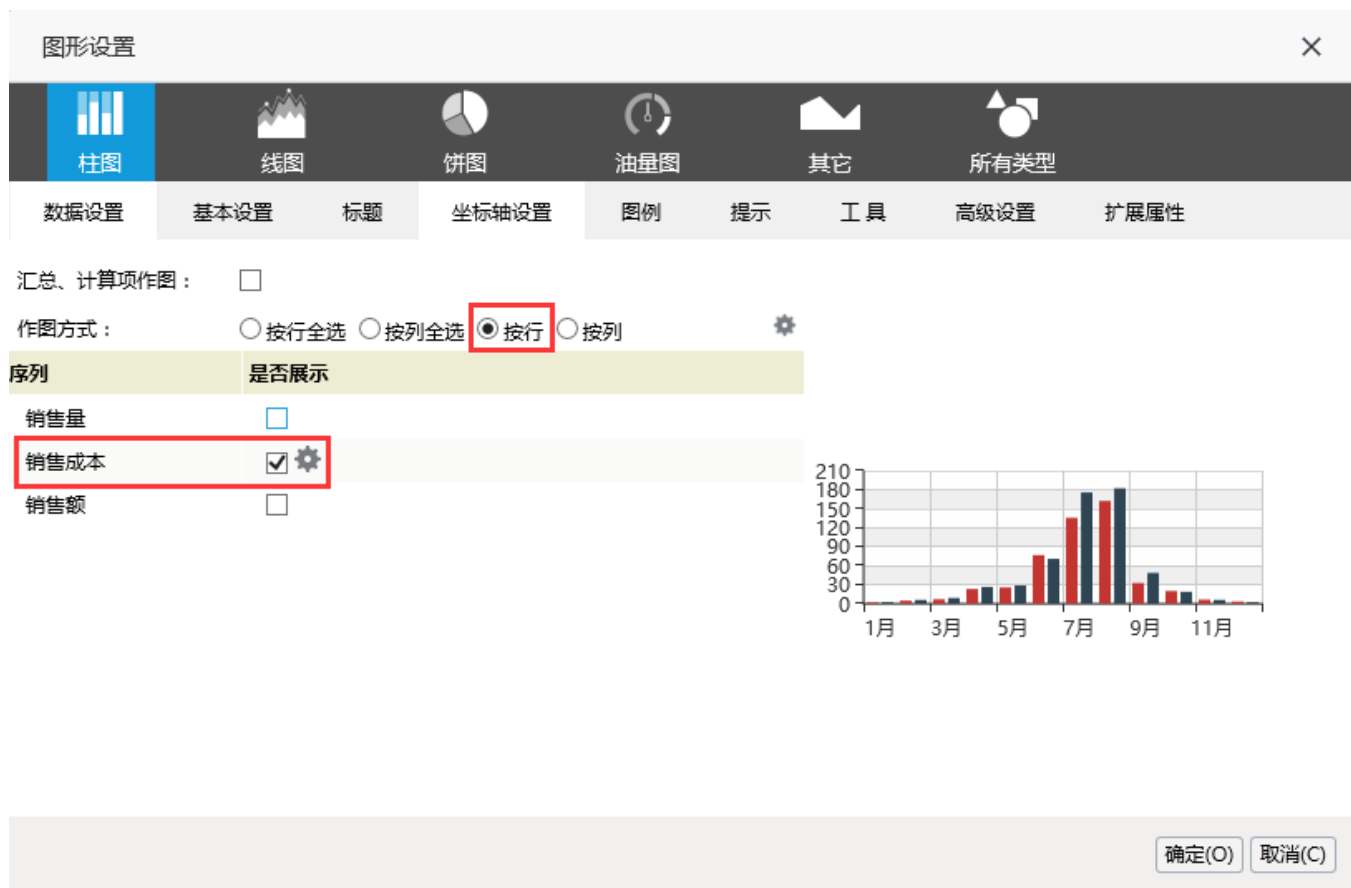 图形设置
柱图 线图 饼图 油量图 其它 所有类型
数据设置 基本设置 标题 坐标轴设置 图例 提示 工具 高级设置 扩展属性
汇总、计算项作图：
作图方式： 按行全选 按列全选 按行 按列
序列 是否展示
销售量
销售成本
销售额
210
180
150
120
90
60
30
0
1月 3月 5月 7月 9月 11月
确定(O) 取消(C)